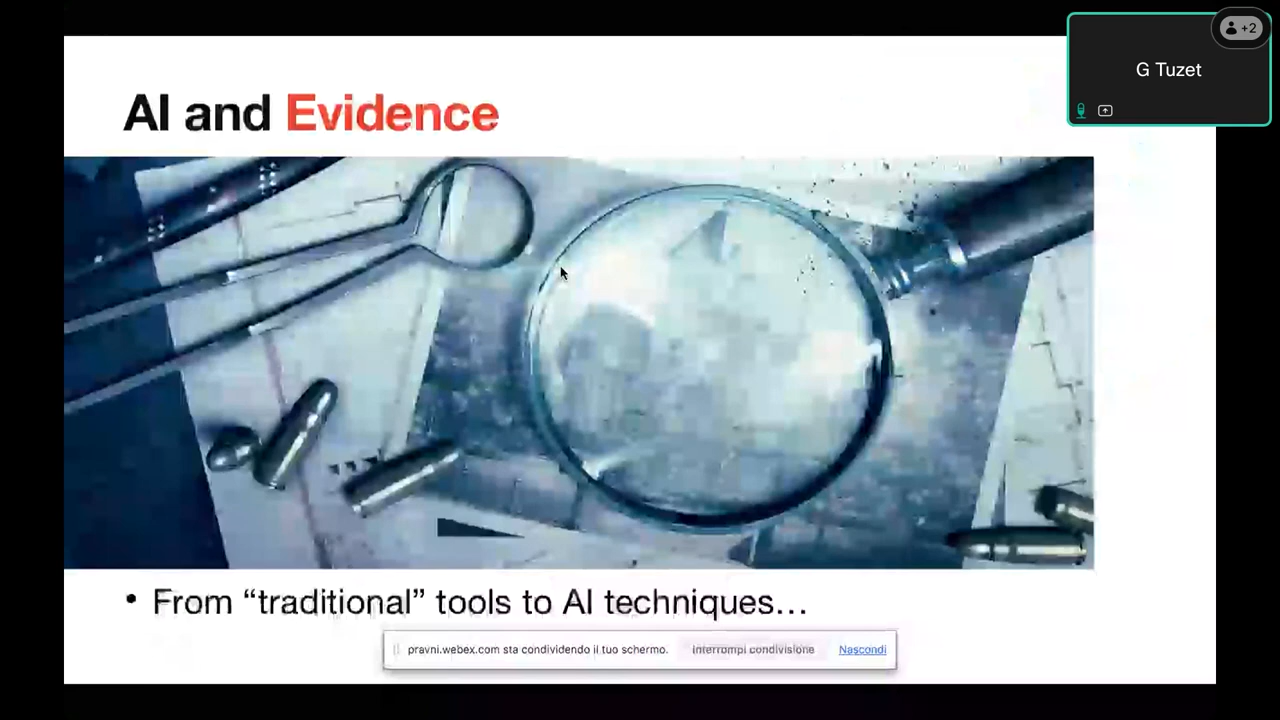 +2
G Tuzet
AI and Evidence
• From “traditional” tools to AI techniques…
pravni.webex.com sta condividendo il tuo schermo. Interrompi condivisione Nascondi